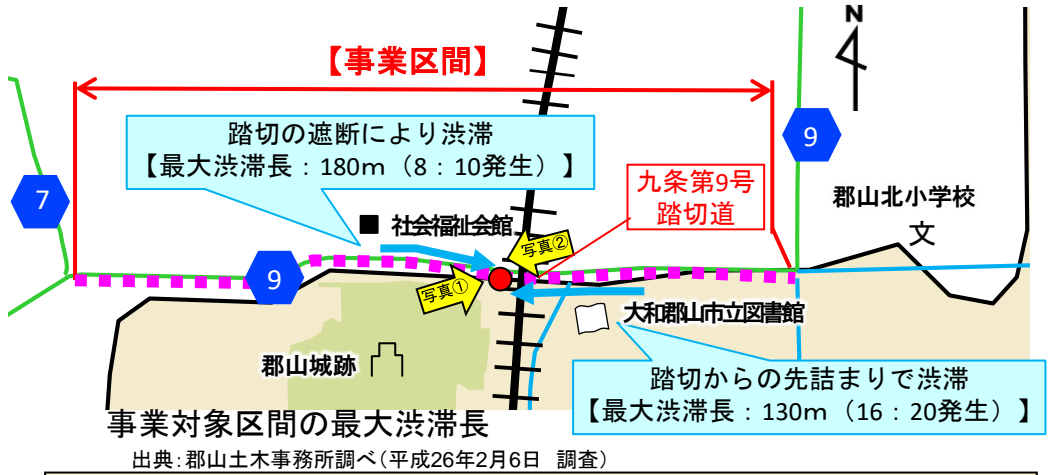 N
【事業区間】
踏切の遮断により渋滞
【最大渋滞長：180m（8：10発生）】
9
7
九条第9号
踏切道
郡山北小学校
文
社会福祉会館
写真②
9
写真①
大和郡山市立図書館
郡山城跡
踏切からの先詰まりで渋滞
【最大渋滞長：130m（16：20発生）】
事業対象区間の最大渋滞長
出典：郡山土木事務所調べ（平成26年2月6日 調査）